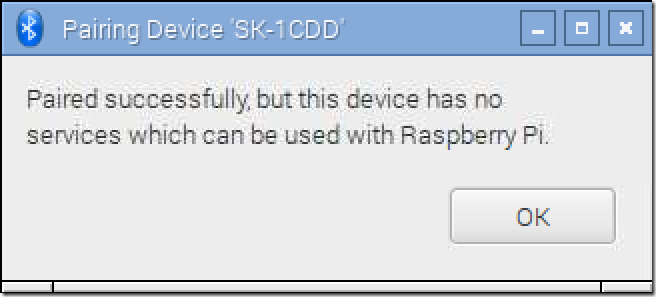 Pairing Device 'SK-1CDD'
Paired successfully, but this device has no
services which can be used with Raspberry Pi.
OK